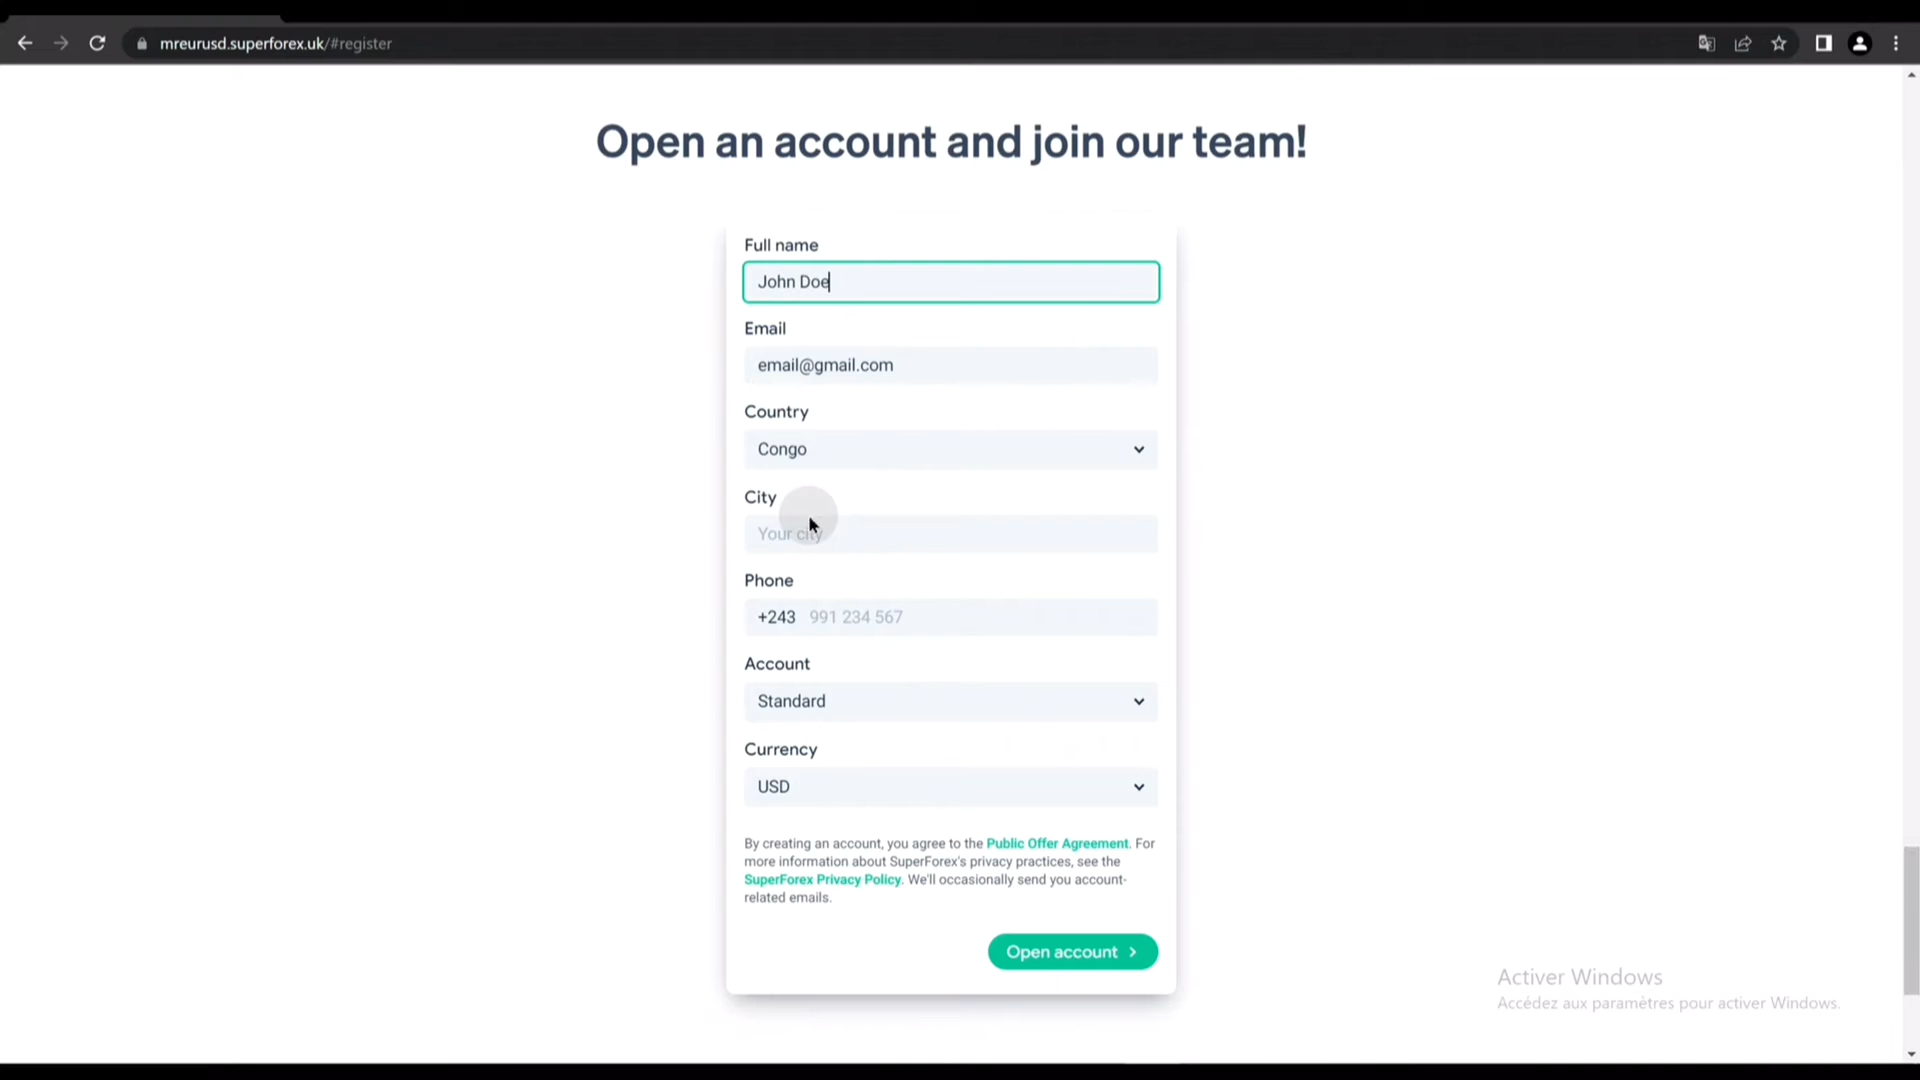 mreurusd.superforex.uk/#register
Open an account and join our team!
Full name
John Doe
Email
email@gmail.com
Country
Congo
City
Your city
Phone
+243 991 234 567
Account
Standard
Currency
USD
By creating an account, you agree to the Public Offer Agreement. For
more information about SuperForex's privacy practices, see the
SuperForex Privacy Policy. We'll occasionally send you account-
related emails.
Open account
Activer Windows
Accédez aux paramètres pour activer Windows.